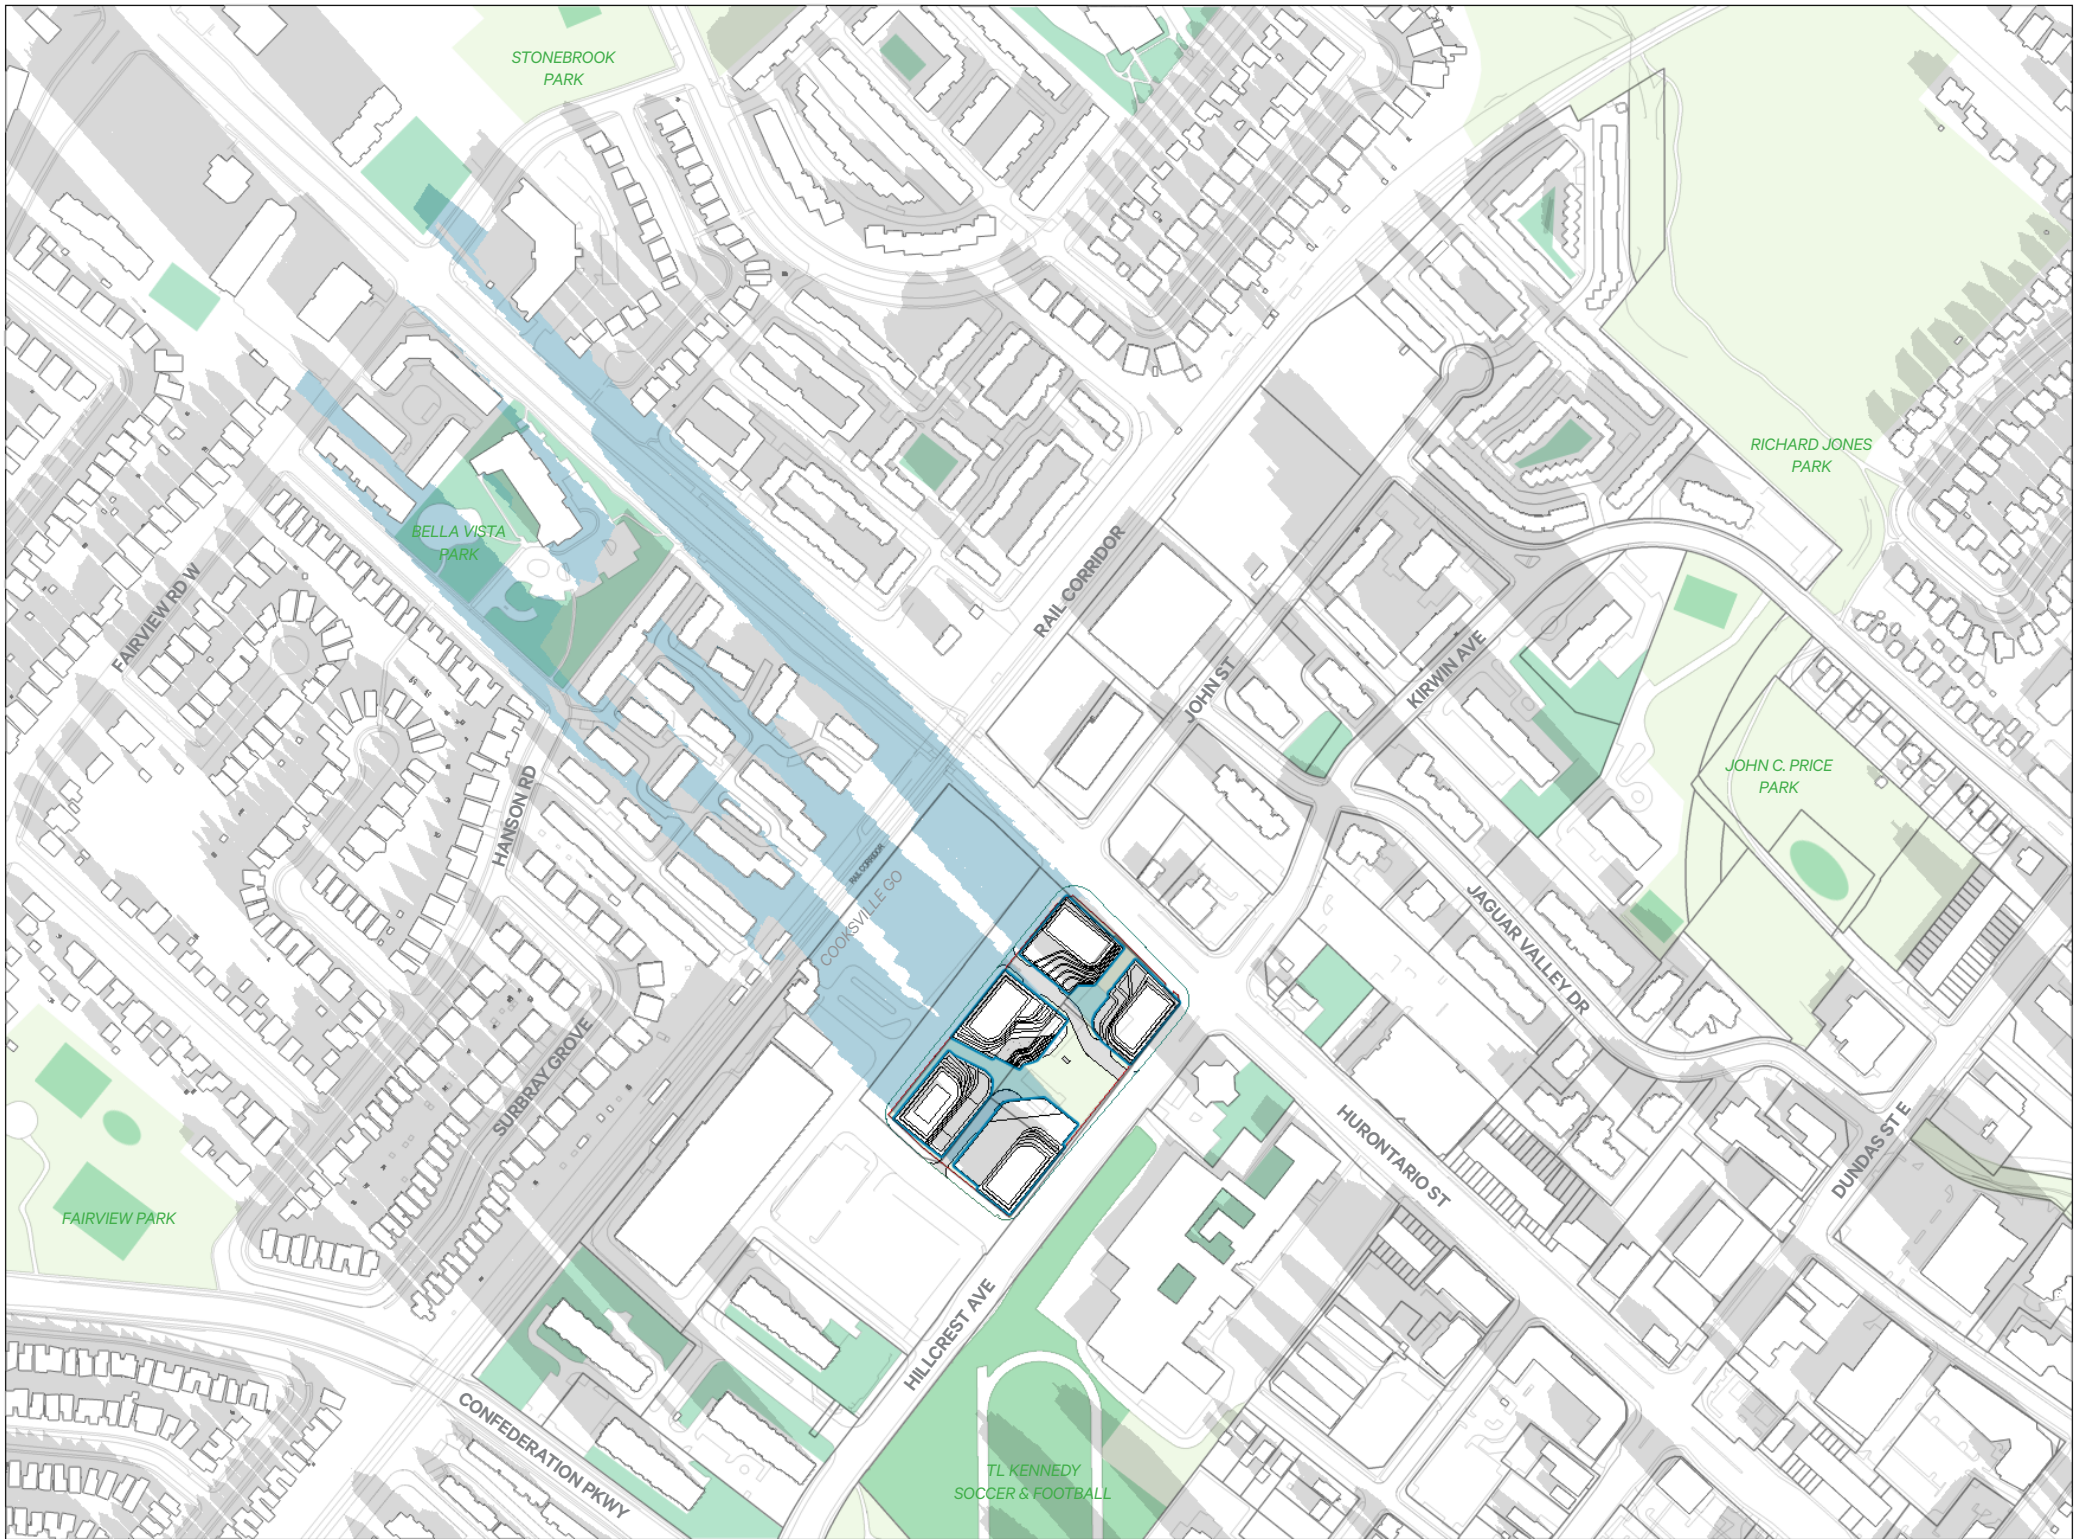 STONEBROOK
PARK
RICHARD JONES
PARK
BELLA VISTA
PARK
RAIL CORRIDOR
FAIRVIEW RD W
JOHN ST
KIRWIN AVE
JOHN C. PRICE
PARK
HANSON RD
RAIL CORRIDOR
COOKSVILLE GO
JAGUAR VALLEY DR
SURBRAY GROVE
HURONTARIO ST
DUNDAS ST E
FAIRVIEW PARK
HILLCREST AVE
CONFEDERATION PKWY
TL KENNEDY
SOCCER & FOOTBALL